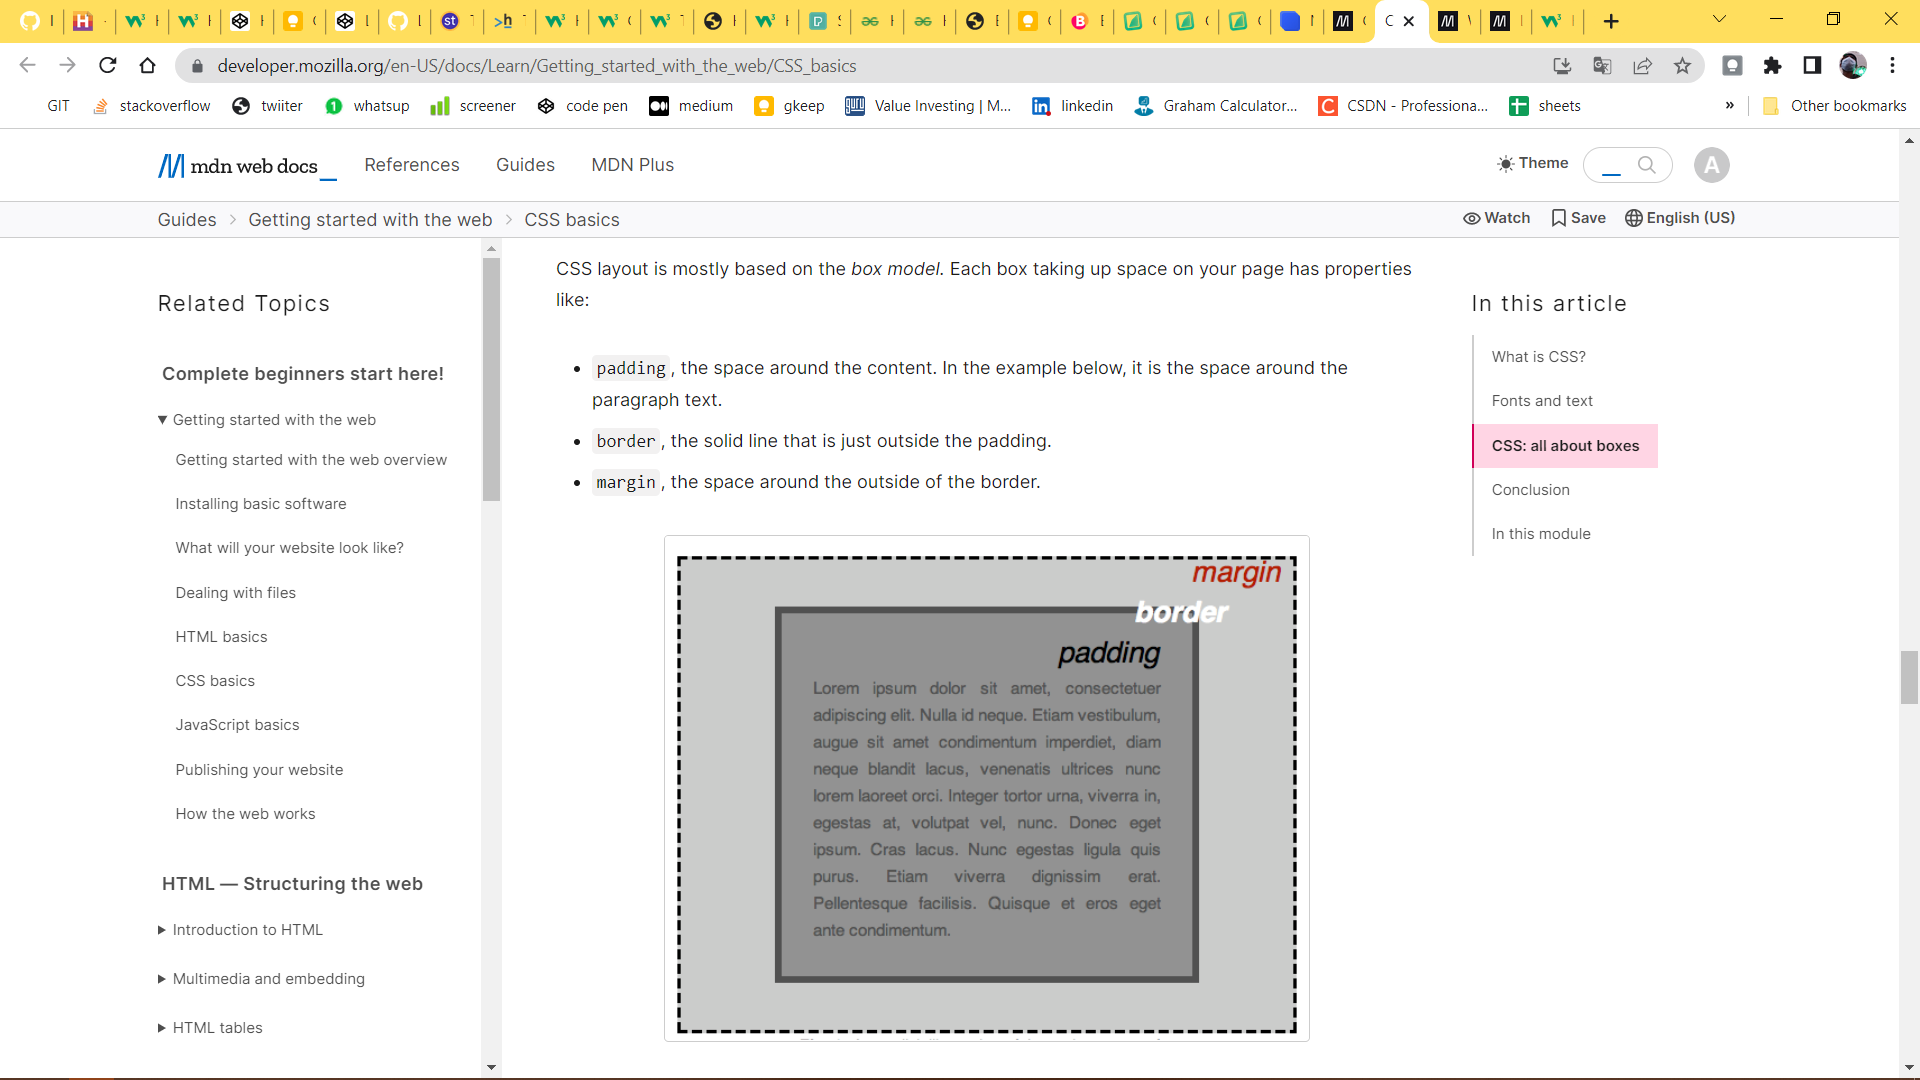 developer.mozilla.org/en-US/docs/Learn/Getting_started_with_the_web/CSS_basics
GIT stackoverflow twiiter whatsup screener code pen medium gkeep Value Investing | M... linkedin Graham Calculator... CSDN - Professiona... sheets » Other bookmarks
mdn web docs_ References Guides MDN Plus Theme A
Guides > Getting started with the web > CSS basics Watch Save English (US)
Related Topics
Complete beginners start here!
Getting started with the web
Getting started with the web overview
Installing basic software
What will your website look like?
Dealing with files
HTML basics
CSS basics
JavaScript basics
Publishing your website
How the web works
HTML — Structuring the web
Introduction to HTML
Multimedia and embedding
HTML tables
CSS layout is mostly based on the box model. Each box taking up space on your page has properties
like:
• padding, the space around the content. In the example below, it is the space around the
paragraph text.
• border, the solid line that is just outside the padding.
• margin, the space around the outside of the border.
margin
border
padding
Lorem ipsum dolor sit amet, consectetuer
adipiscing elit. Nulla id neque. Etiam vestibulum,
augue sit amet condimentum imperdiet, diam
neque blandit lacus, venenatis ultrices nunc
lorem laoreet orci. Integer tortor urna, viverra in,
egestas at, volutpat vel, nunc. Donec eget
ipsum. Cras lacus. Nunc egestas ligula quis
purus. Etiam viverra dignissim erat.
Pellentesque facilisis. Quisque et eros eget
ante condimentum.
In this article
What is CSS?
Fonts and text
CSS: all about boxes
Conclusion
In this module